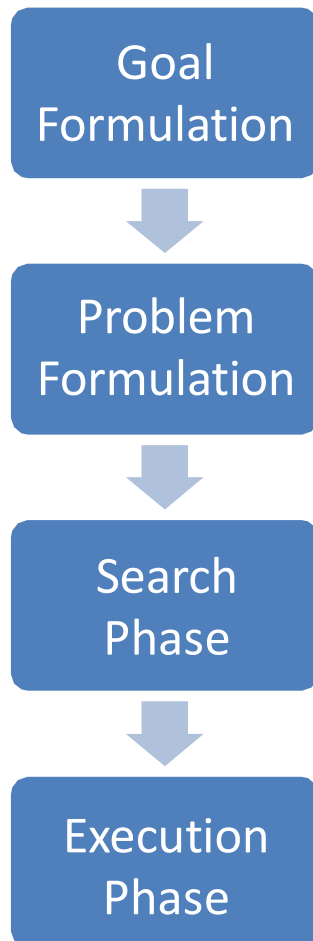 Goal
Formulation
Problem
Formulation
Search
Phase
Execution
Phase